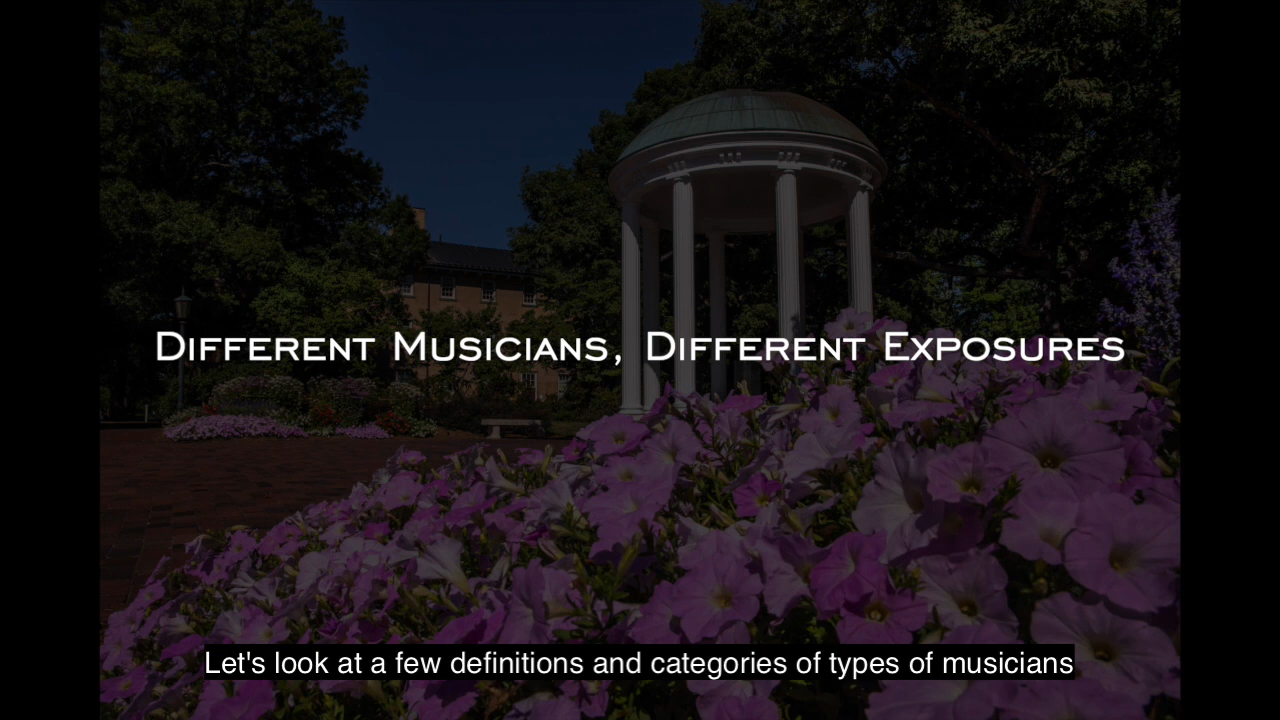 Different Musicians, Different Exposures
Let's look at a few definitions and categories of types of musicians